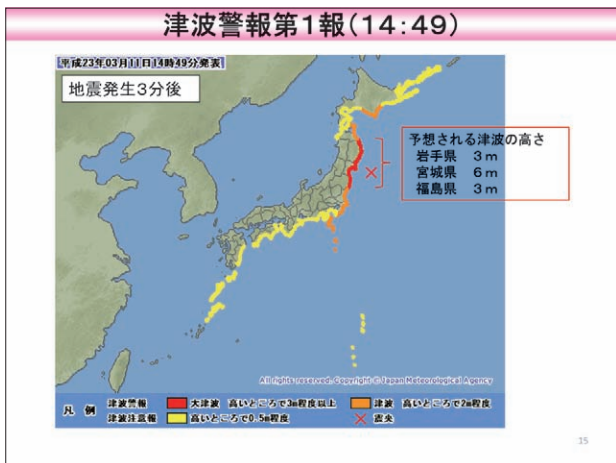 津波警報第1報(14:49)
平成23年03月11日14時49分発表
地震発生3分後
予想される津波の高さ
岩手県 3m
宮城県 6m
福島県 3m
All rights reserved. Copyright © Japan Meteorological Agency
凡 例 津波警報 大津波 高いところで3m程度以上 津波 高いところで2m程度
津波注意報 高いところで0.5m程度 震央
15